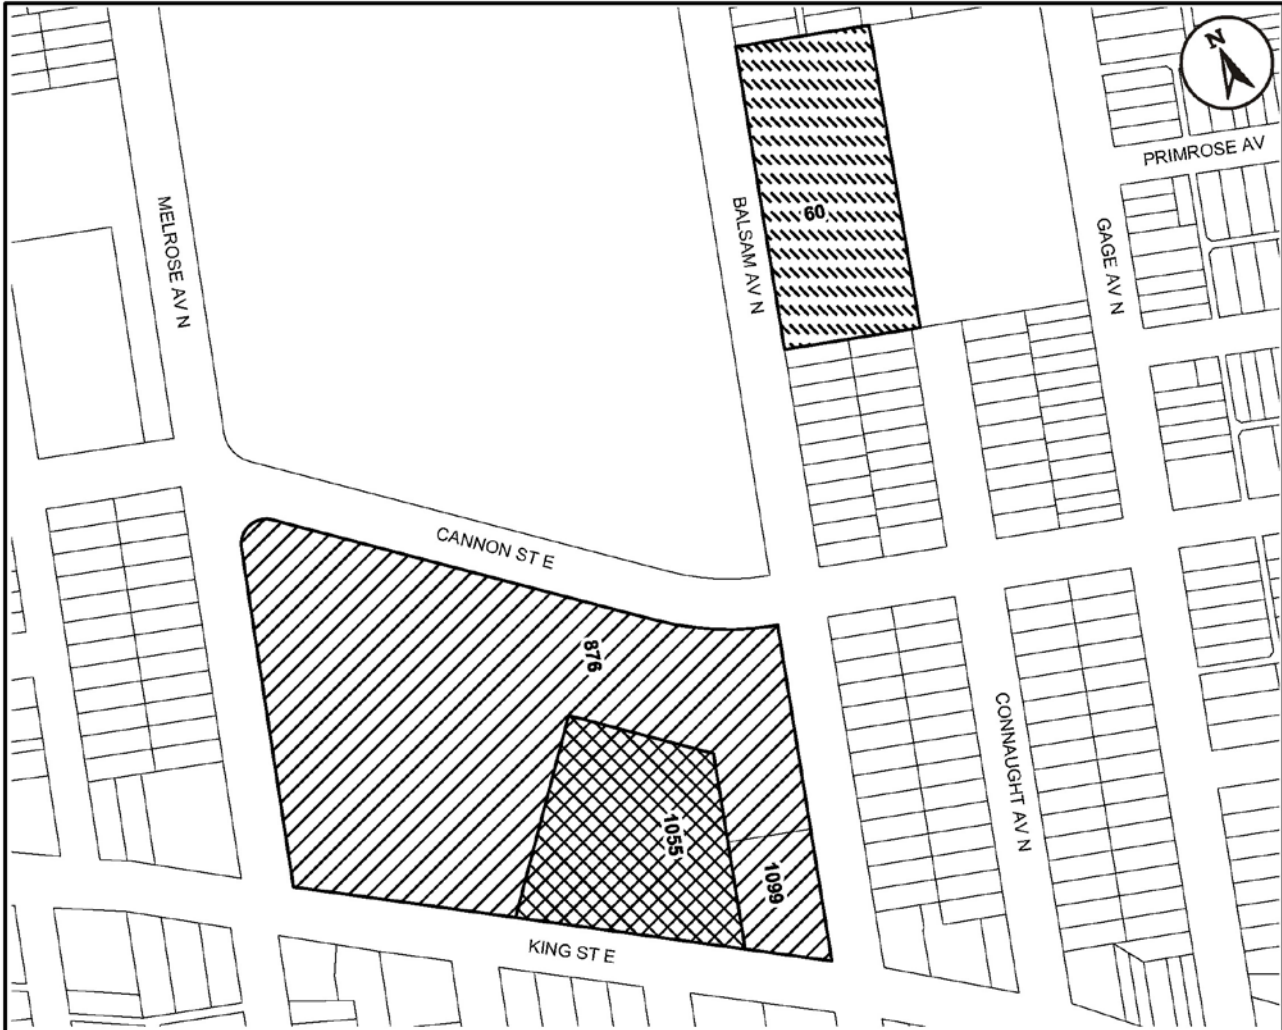 N
PRIMROSE AV
MELROSE AV N
BALSAM AV N
60
GAGE AV N
CANNON ST E
876
CONNAUGHT AV N
1055
1099
KING ST E